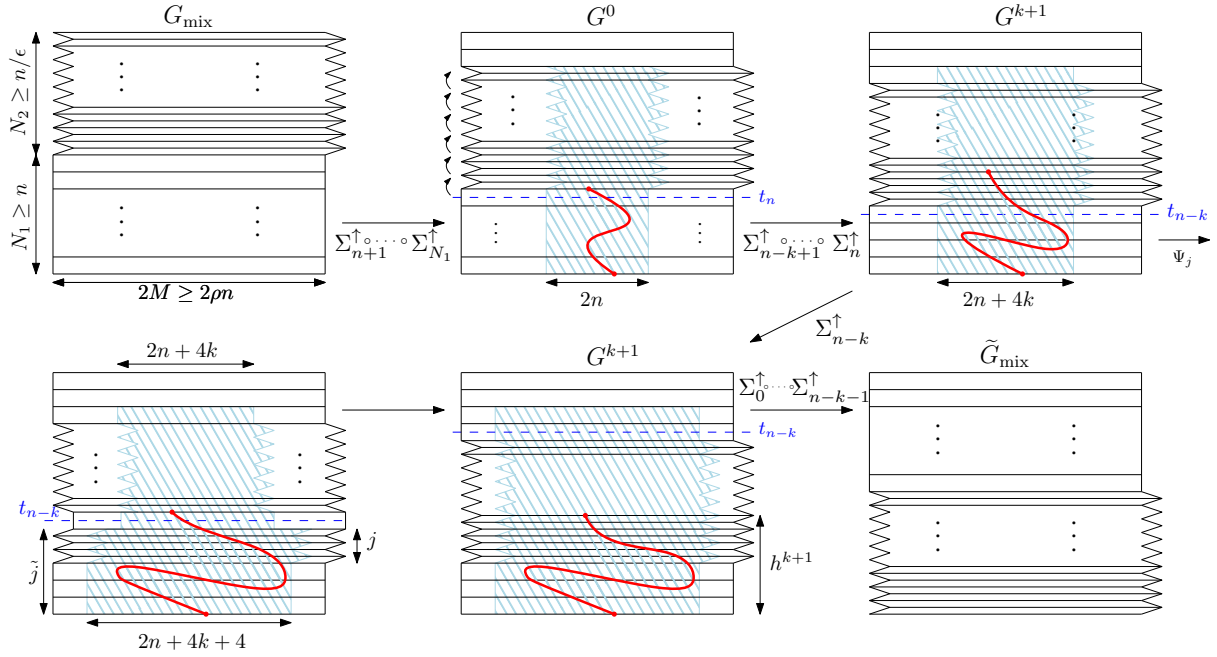 G_mix
N_2 ≥ n/ϵ
N_1 ≥ n
2M ≥ 2ρn
Σ^↑_{n+1} ∘⋯∘ Σ^↑_{N_1}
G^0
t_n
2n
Σ^↑_{n−k+1} ∘⋯∘ Σ^↑_n
G^{k+1}
t_{n−k}
2n + 4k
Ψ_j
Σ^↑_{n−k}
2n + 4k
t_{n−k}
j
j̃
2n + 4k + 4
G^{k+1}
t_{n−k}
h^{k+1}
Σ^↑_0 ∘⋯∘ Σ^↑_{n−k−1}
G̃_mix